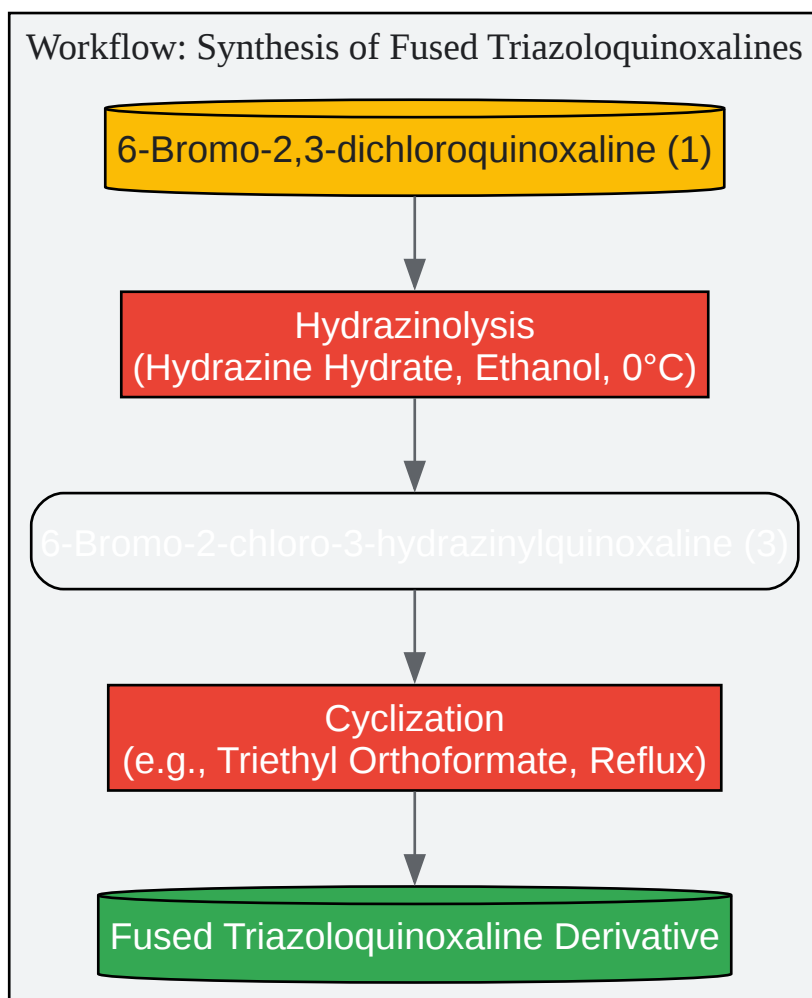 Workflow: Synthesis of Fused Triazoloquinoxalines
6-Bromo-2,3-dichloroquinoxaline (1)
Hydrazinolysis
(Hydrazine Hydrate, Ethanol, 0°C)
6-Bromo-2-chloro-3-hydrazinylquinoxaline (3)
Cyclization
(e.g., Triethyl Orthoformate, Reflux)
Fused Triazoloquinoxaline Derivative